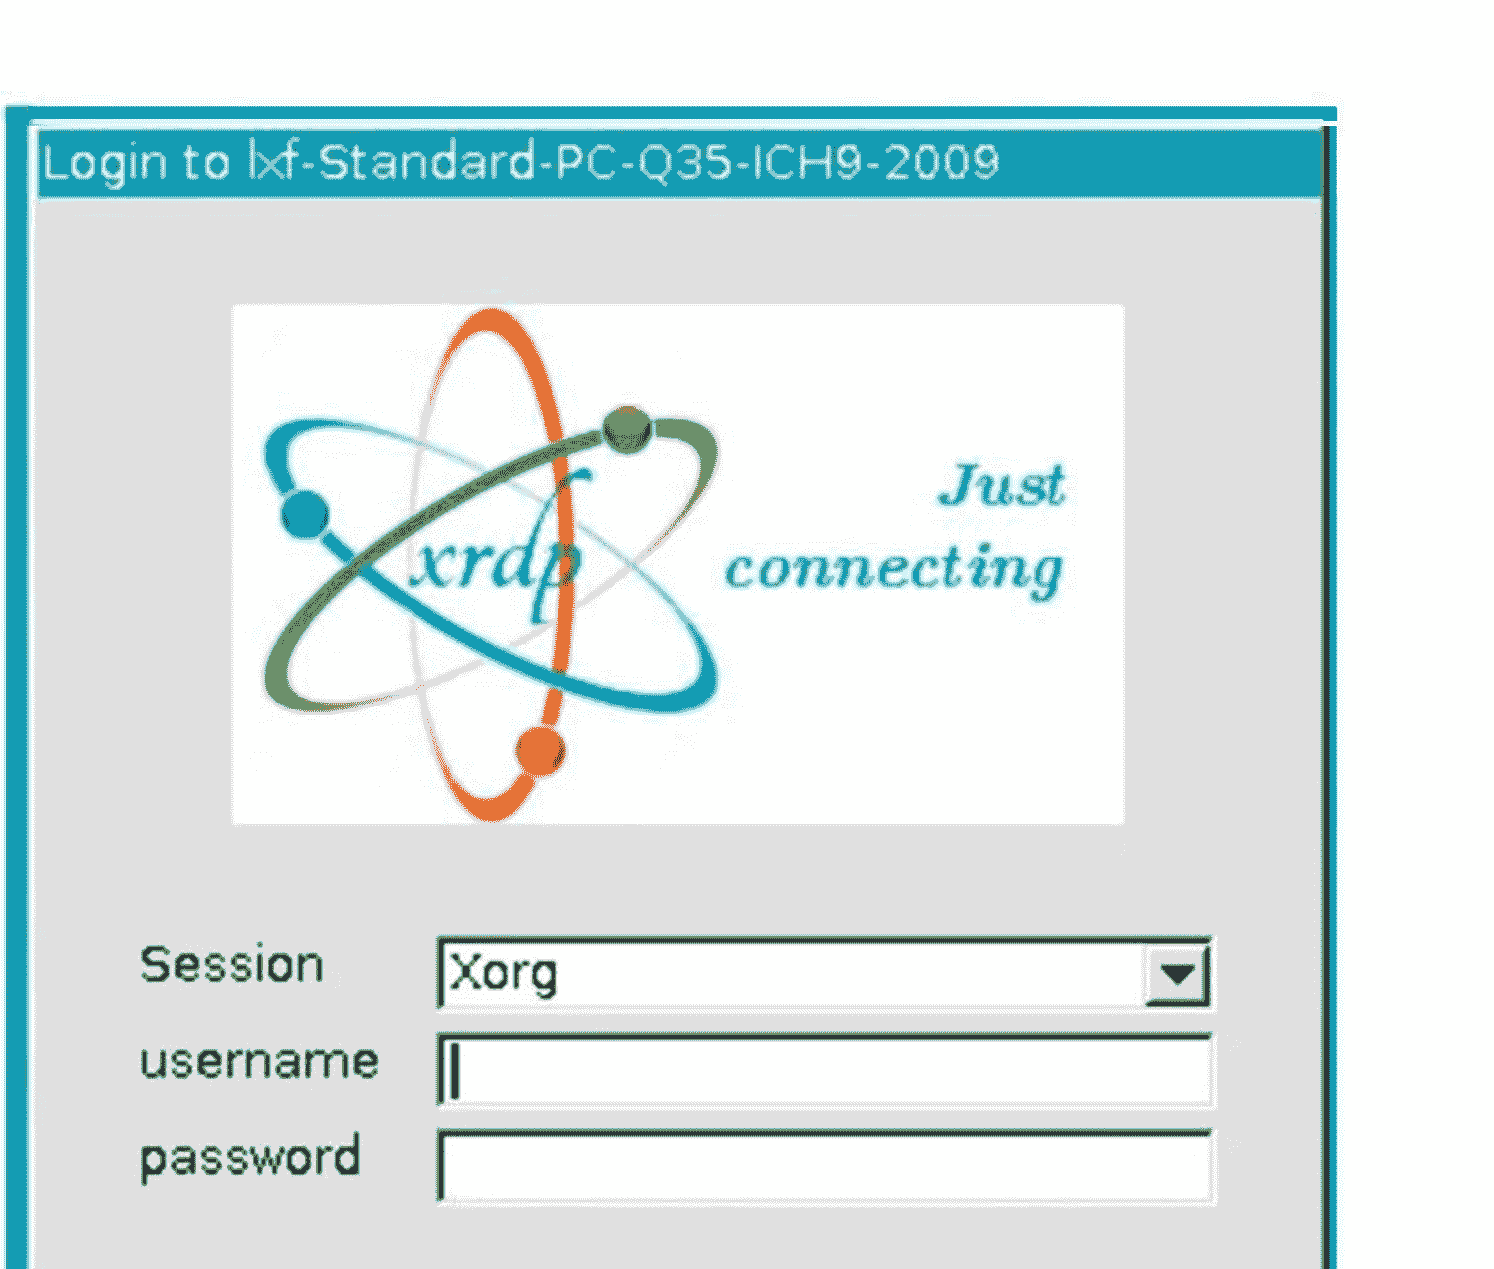 Login to lxf-Standard-PC-Q35-ICH9-2009
xrdp
Just
connecting
Session
Xorg
username
password